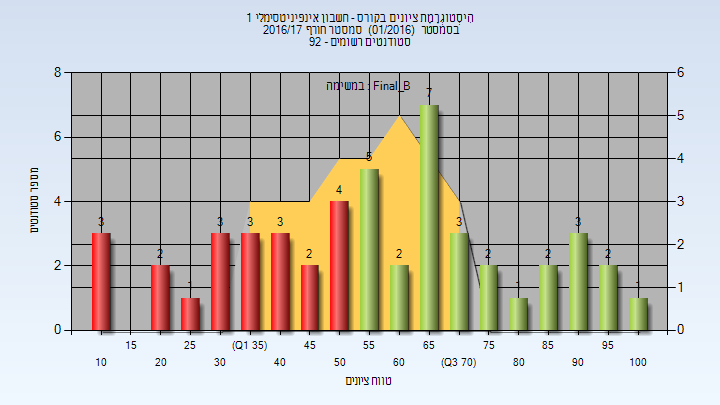 היסטוגרמת ציונים בקורס - חשבון אינפיניטסימלי 1
בסמסטר (01/2016) סמסטר חורף 2016/17
סטודנטים רשומים - 92
במשימה : Final_B
מספר סטודנטים
8 6 4 2 0
6 5 4 3 2 1 0
3 2 1 3 3 3 2 4 5 2 7 3 2 1 2 3 2 1
15 25 (Q1 35) 45 55 65 75 85 95
10 20 30 40 50 60 (Q3 70) 80 90 100
טווח ציונים